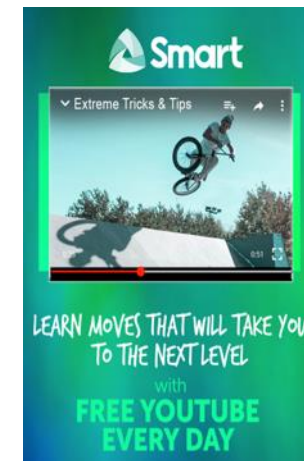 Smart
Extreme Tricks & Tips
0:51
LEARN MOVES THAT WILL TAKE YOU
TO THE NEXT LEVEL
with
FREE YOUTUBE
EVERY DAY